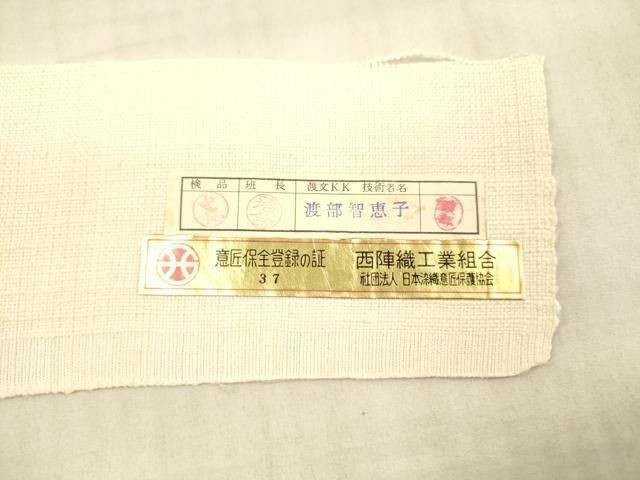 検品 班長 渡文KK 技術者名
渡部智恵子
意匠保全登録の証 西陣織工業組合
37 社団法人 日本染織意匠保護協会